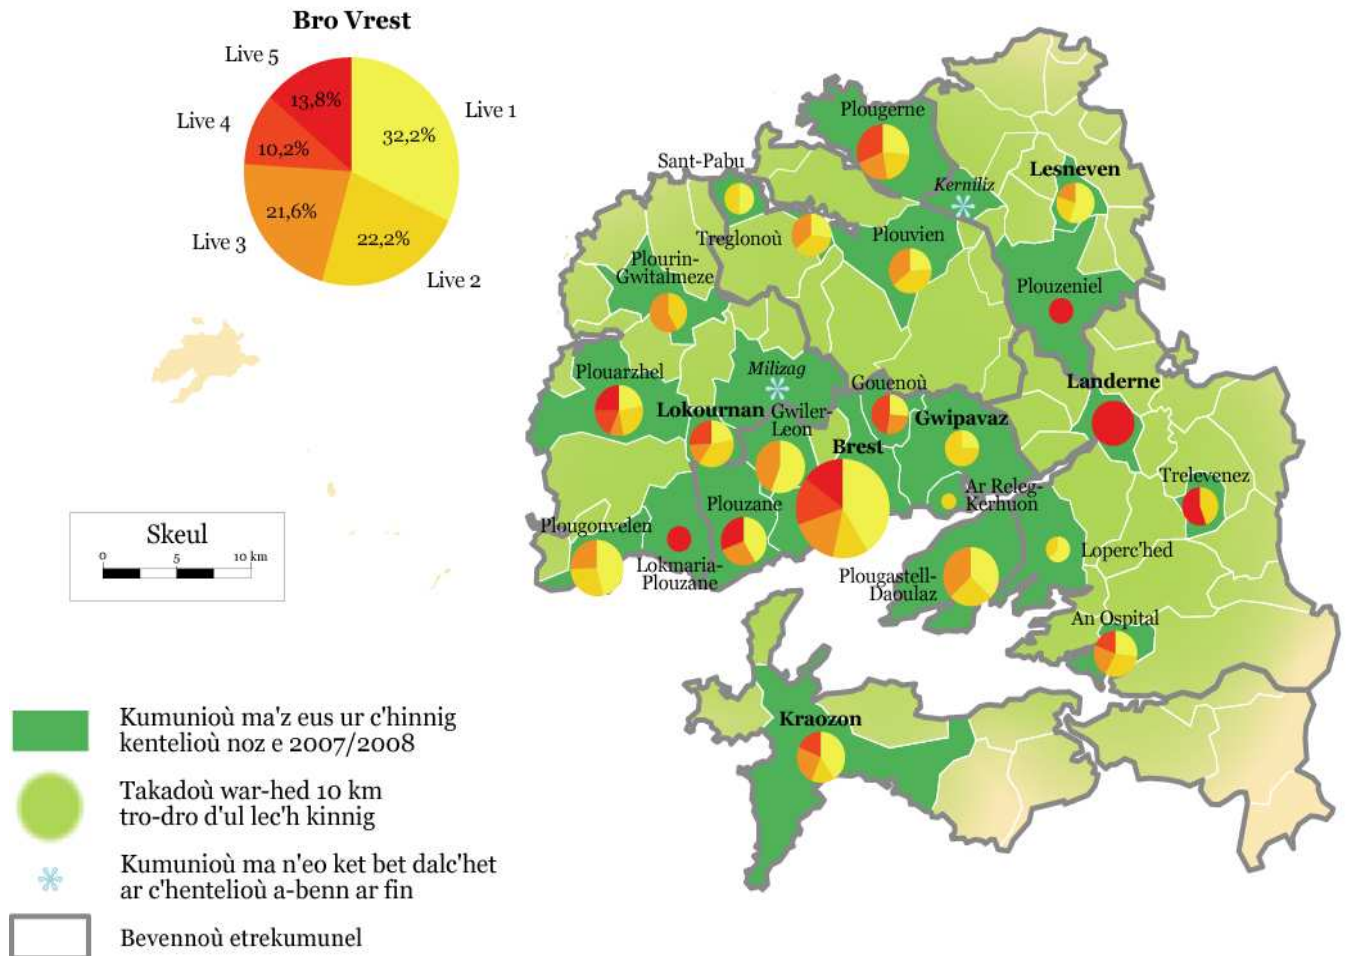 Bro Vrest
Live 5
Live 4
Live 3
Live 1
Live 2
13,8%
10,2%
21,6%
32,2%
22,2%
Plougerne
Sant-Pabu
Kerniliz
Lesneven
Treglonoù
Plouvien
Plourin-
Gwitalmeze
Plouzeniel
Plouarzhel
Milizag
Gouenoù
Landerne
Lokournan
Gwiler-
Leon
Gwipavaz
Brest
Trelevenez
Ar Releg-
Kerhuon
Plouzane
Plougonvelen
Lokmaria-
Plouzane
Loperc'hed
Plougastell-
Daoulaz
An Ospital
Kraozon
Skeul
0 5 10 km
Kumunioù ma'z eus ur c'hinnig
kentelioù noz e 2007/2008
Takadoù war-hed 10 km
tro-dro d'ul lec'h kinnig
Kumunioù ma n'eo ket bet dalc'het
ar c'hentelioù a-benn ar fin
Bevennoù etrekumunel